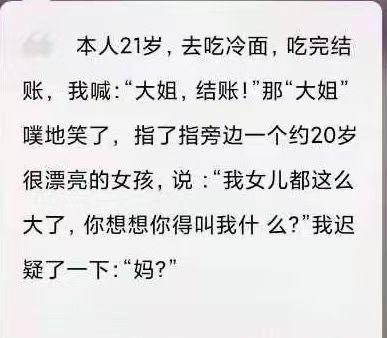 本人21岁，去吃冷面，吃完结
账，我喊：“大姐，结账！”那“大姐”
噗地笑了，指了指旁边一个约20岁
很漂亮的女孩，说：“我女儿都这么
大了，你想想你得叫我什 么？”我迟
疑了一下：“妈？”